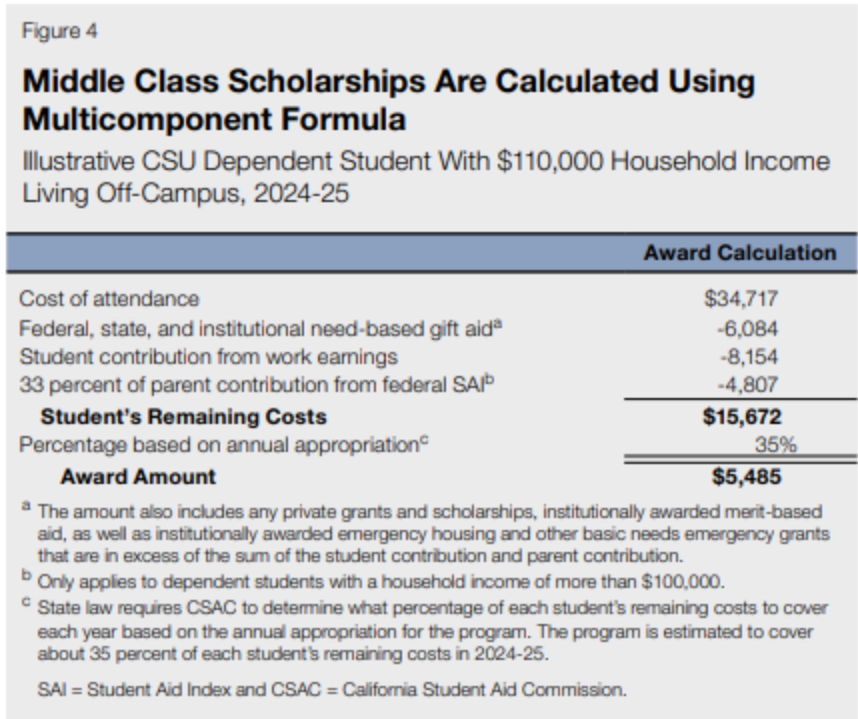 Figure 4
Middle Class Scholarships Are Calculated Using
Multicomponent Formula
Illustrative CSU Dependent Student With $110,000 Household Income
Living Off-Campus, 2024-25
Award Calculation
Cost of attendance $34,717
Federal, state, and institutional need-based gift aidᵃ -6,084
Student contribution from work earnings -8,154
33 percent of parent contribution from federal SAIᵇ -4,807
Student's Remaining Costs $15,672
Percentage based on annual appropriationᶜ 35%
Award Amount $5,485
ᵃ The amount also includes any private grants and scholarships, institutionally awarded merit-based
aid, as well as institutionally awarded emergency housing and other basic needs emergency grants
that are in excess of the sum of the student contribution and parent contribution.
ᵇ Only applies to dependent students with a household income of more than $100,000.
ᶜ State law requires CSAC to determine what percentage of each student's remaining costs to cover
each year based on the annual appropriation for the program. The program is estimated to cover
about 35 percent of each student's remaining costs in 2024-25.
SAI = Student Aid Index and CSAC = California Student Aid Commission.